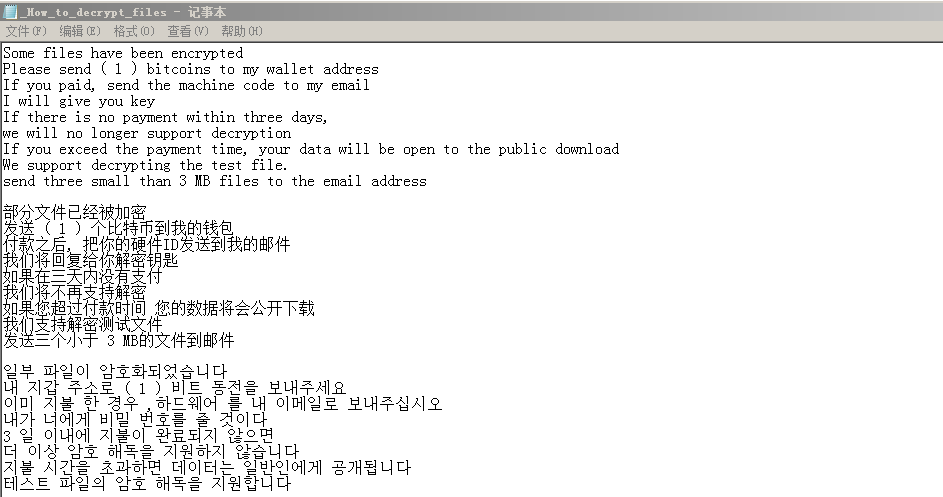 _How_to_decrypt_files - 记事本
文件(F) 编辑(E) 格式(O) 查看(V) 帮助(H)
Some files have been encrypted
Please send ( 1 ) bitcoins to my wallet address
If you paid, send the machine code to my email
I will give you key
If there is no payment within three days,
we will no longer support decryption
If you exceed the payment time, your data will be open to the public download
We support decrypting the test file.
send three small than 3 MB files to the email address
部分文件已经被加密
发送 ( 1 ) 个比特币到我的钱包
付款之后, 把你的硬件ID发送到我的邮件
我们将回复给你解密钥匙
如果在三天内没有支付
我们将不再支持解密
如果您超过付款时间 您的数据将会公开下载
我们支持解密测试文件
发送三个小于 3 MB的文件到邮件
일부 파일이 암호화되었습니다
내 지갑 주소로 ( 1 ) 비트 동전을 보내주세요
이미 지불 한 경우 ,하드웨어 를 내 이메일로 보내주십시오
내가 너에게 비밀 번호를 줄 것이다
3 일 이내에 지불이 완료되지 않으면
더 이상 암호 해독을 지원하지 않습니다
지불 시간을 초과하면 데이터는 일반인에게 공개됩니다
테스트 파일의 암호 해독을 지원합니다